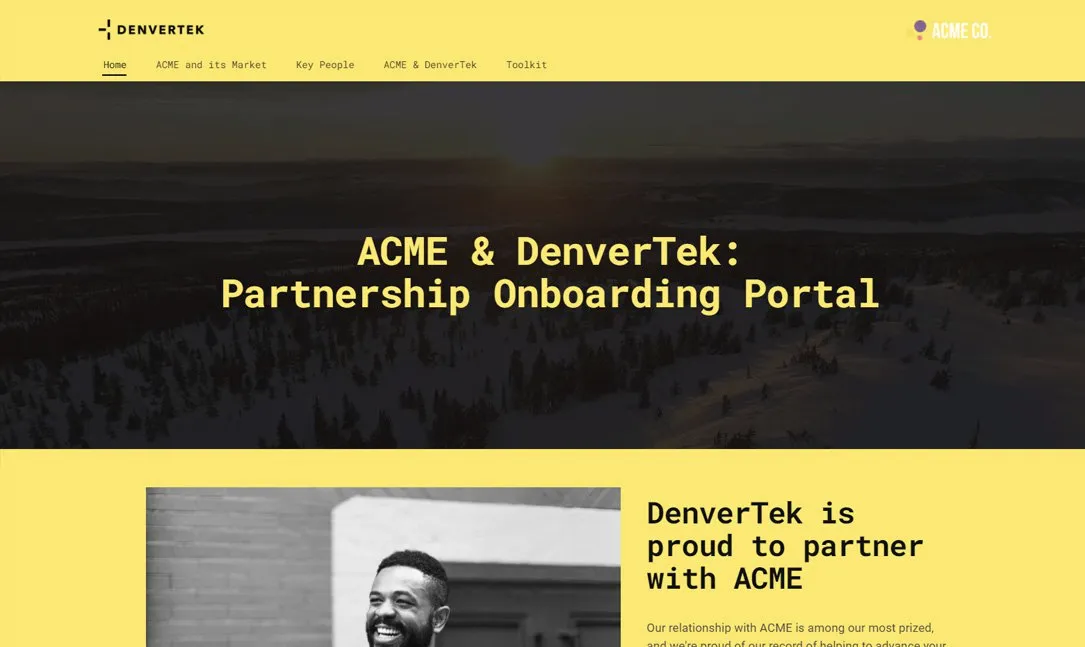 DENVERTEK
ACME CO.
Home ACME and its Market Key People ACME & DenverTek Toolkit
ACME & DenverTek:
Partnership Onboarding Portal
DenverTek is
proud to partner
with ACME
Our relationship with ACME is among our most prized,
and we're proud of our record of helping to advance your